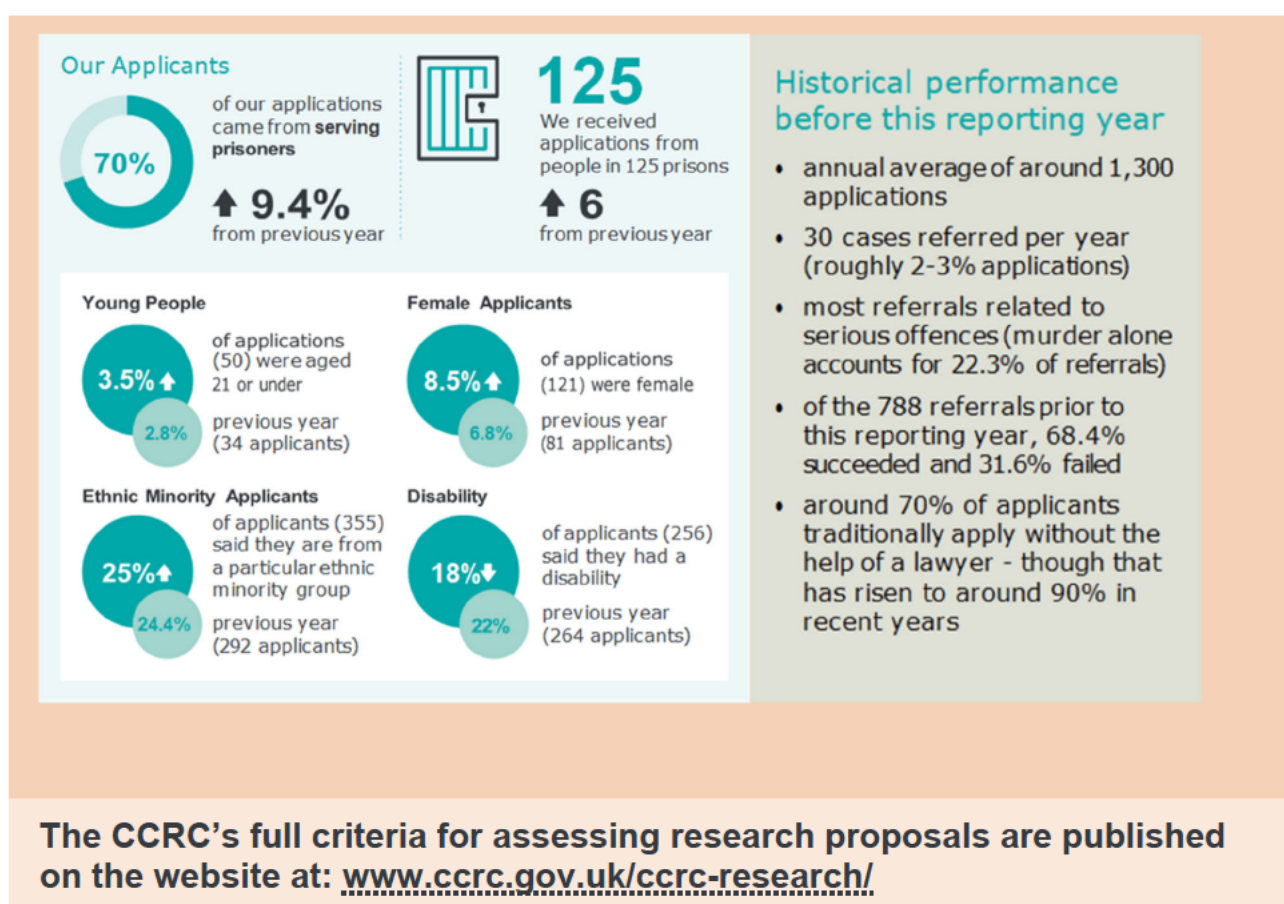 Our Applicants
70%
of our applications
came from serving
prisoners
9.4%
from previous year
125
We received
applications from
people in 125 prisons
6
from previous year
Young People
3.5%
of applications
(50) were aged
21 or under
2.8%
previous year
(34 applicants)
Female Applicants
8.5%
of applications
(121) were female
6.8%
previous year
(81 applicants)
Ethnic Minority Applicants
25%
of applicants (355)
said they are from
a particular ethnic
minority group
24.4%
previous year
(292 applicants)
Disability
18%
of applicants (256)
said they had a
disability
22%
previous year
(264 applicants)
Historical performance
before this reporting year
• annual average of around 1,300
applications
• 30 cases referred per year
(roughly 2-3% applications)
• most referrals related to
serious offences (murder alone
accounts for 22.3% of referrals)
• of the 788 referrals prior to
this reporting year, 68.4%
succeeded and 31.6% failed
• around 70% of applicants
traditionally apply without the
help of a lawyer - though that
has risen to around 90% in
recent years
The CCRC’s full criteria for assessing research proposals are published
on the website at: www.ccrc.gov.uk/ccrc-research/